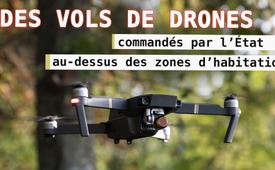 DES VOLS DE DRONES
commandés par l'État
au-dessus des zones d'habitatio